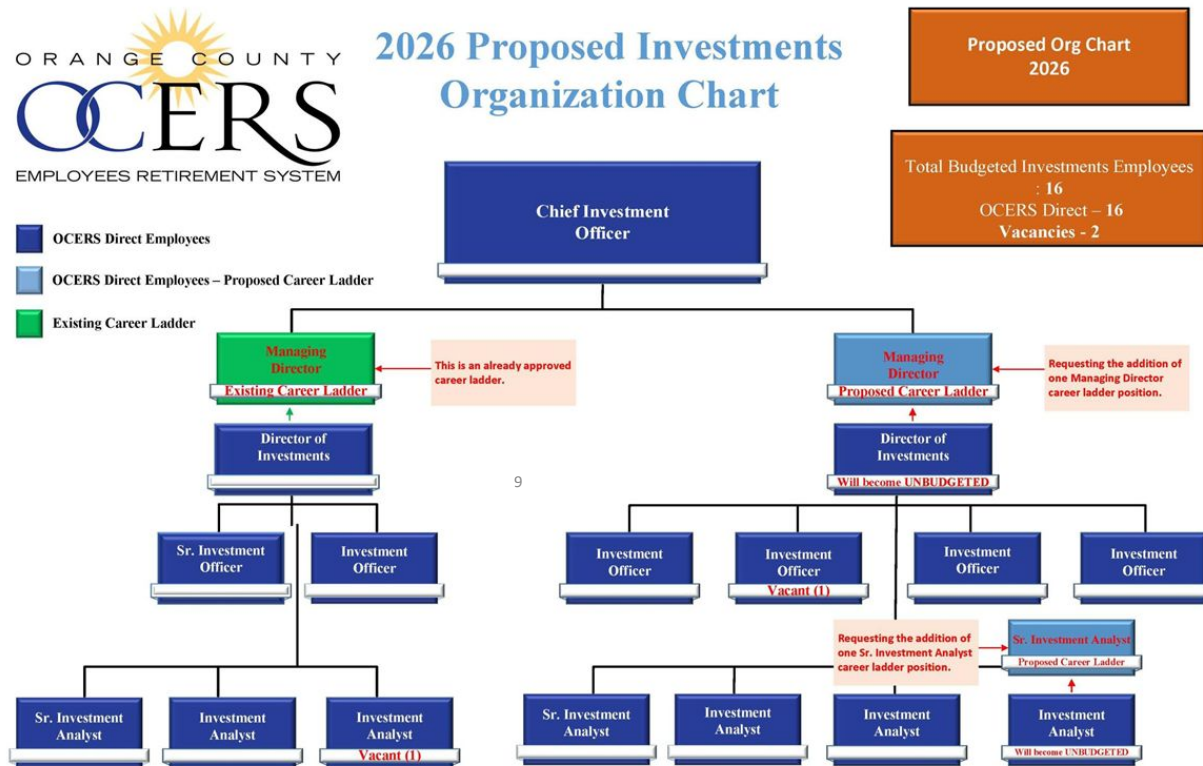 ORANGE COUNTY
OCERS
EMPLOYEES RETIREMENT SYSTEM
2026 Proposed Investments
Organization Chart
Proposed Org Chart
2026
Total Budgeted Investments Employees
: 16
OCERS Direct – 16
Vacancies - 2
OCERS Direct Employees
OCERS Direct Employees – Proposed Career Ladder
Existing Career Ladder
Chief Investment
Officer
Managing
Director
Existing Career Ladder
This is an already approved
career ladder.
Managing
Director
Proposed Career Ladder
Requesting the addition
of one Managing Director
career ladder position.
Director of
Investments
Director of
Investments
Will become UNBUDGETED
9
Sr. Investment
Officer
Investment
Officer
Investment
Officer
Investment
Officer
Vacant (1)
Investment
Officer
Investment
Officer
Requesting the addition of
one Sr. Investment Analyst
career ladder position.
Sr. Investment Analyst
Proposed Career Ladder
Sr. Investment
Analyst
Investment
Analyst
Investment
Analyst
Vacant (1)
Sr. Investment
Analyst
Investment
Analyst
Investment
Analyst
Investment
Analyst
Will become UNBUDGETED